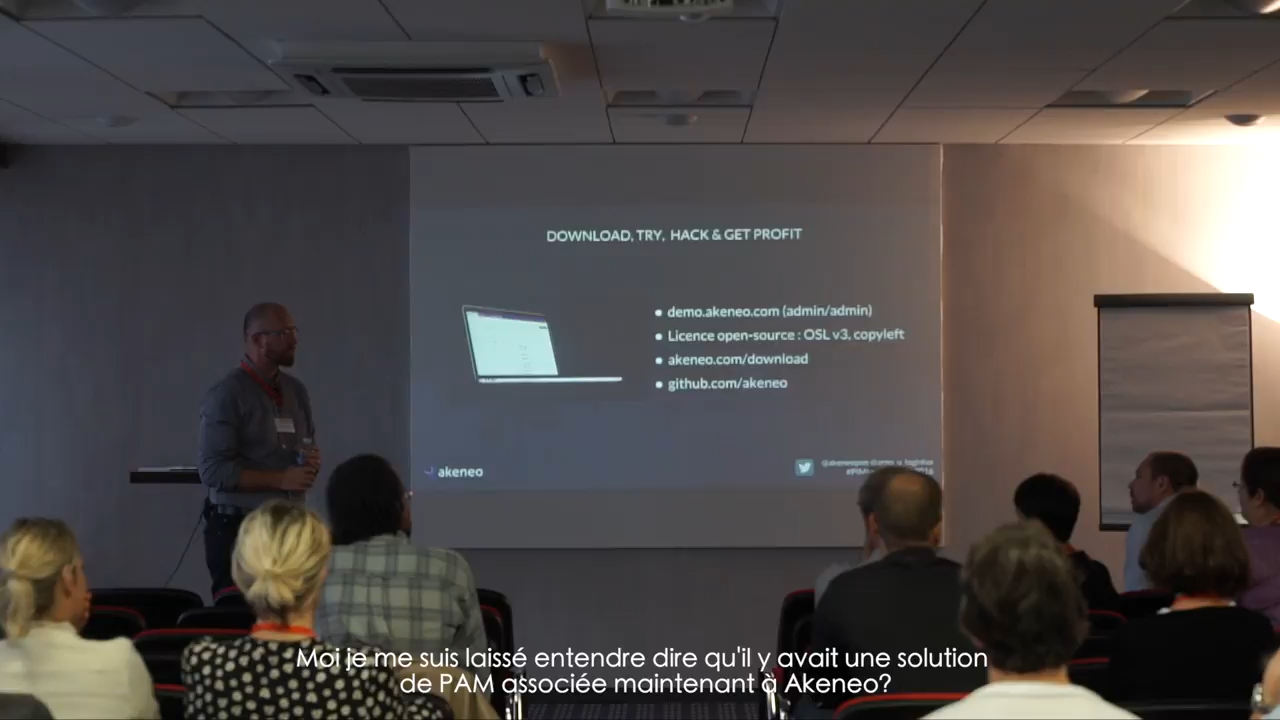 DOWNLOAD, TRY, HACK & GET PROFIT
demo.akeneo.com (admin/admin)
Licence open-source : OSL v3, copyleft
akeneo.com/download
github.com/akeneo
akeneo
Moi je me suis laissé entendre dire qu'il y avait une solution
de PAM associée maintenant à Akeneo?